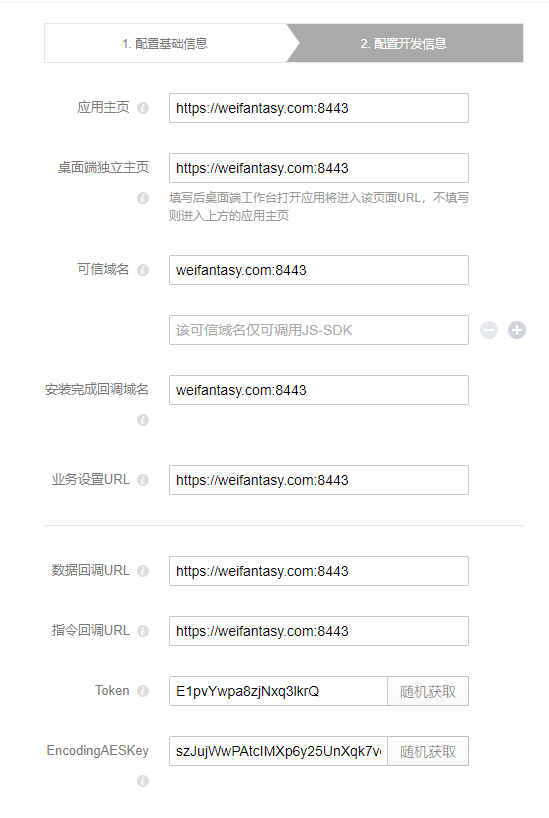 1. 配置基础信息
2. 配置开发信息
应用主页
https://weifantasy.com:8443
桌面端独立主页
https://weifantasy.com:8443
填写后桌面端工作台打开应用将进入该页面URL，不填写
则进入上方的应用主页
可信域名
weifantasy.com:8443
该可信域名仅可调用JS-SDK
安装完成回调域名
weifantasy.com:8443
业务设置URL
https://weifantasy.com:8443
数据回调URL
https://weifantasy.com:8443
指令回调URL
https://weifantasy.com:8443
Token
E1pvYwpa8zjNxq3lkrQ
随机获取
EncodingAESKey
szJujWwPAtcIMXp6y25UnXqk7v
随机获取